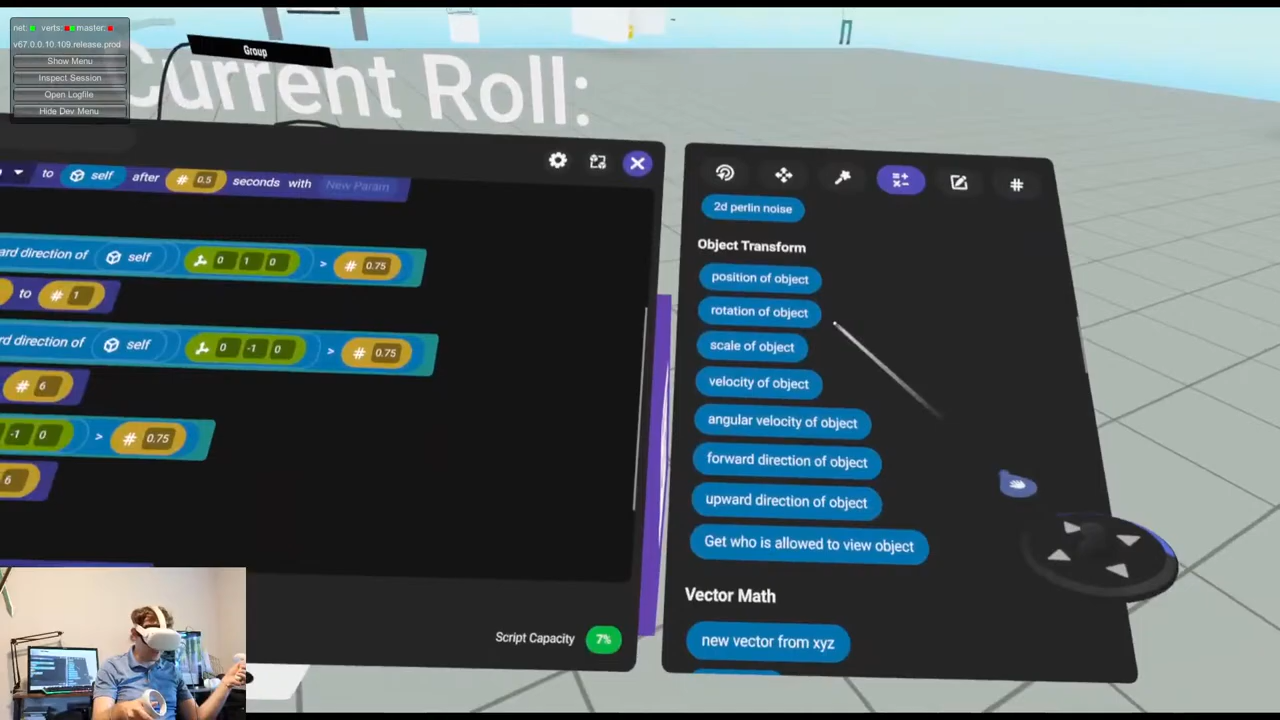 net: verts: master:
v67.0.0.10.109.release.prod
Show Menu
Inspect Session
Open Logfile
Hide Dev Menu
Group
Current Roll:
to self after # 0.5 seconds with New Param
direction of self 0 1 0 > # 0.75
to # 1
direction of self 0 -1 0 > # 0.75
# 6
-1 0 > # 0.75
6
Script Capacity 7%
#
2d perlin noise
Object Transform
position of object
rotation of object
scale of object
velocity of object
angular velocity of object
forward direction of object
upward direction of object
Get who is allowed to view object
Vector Math
new vector from xyz